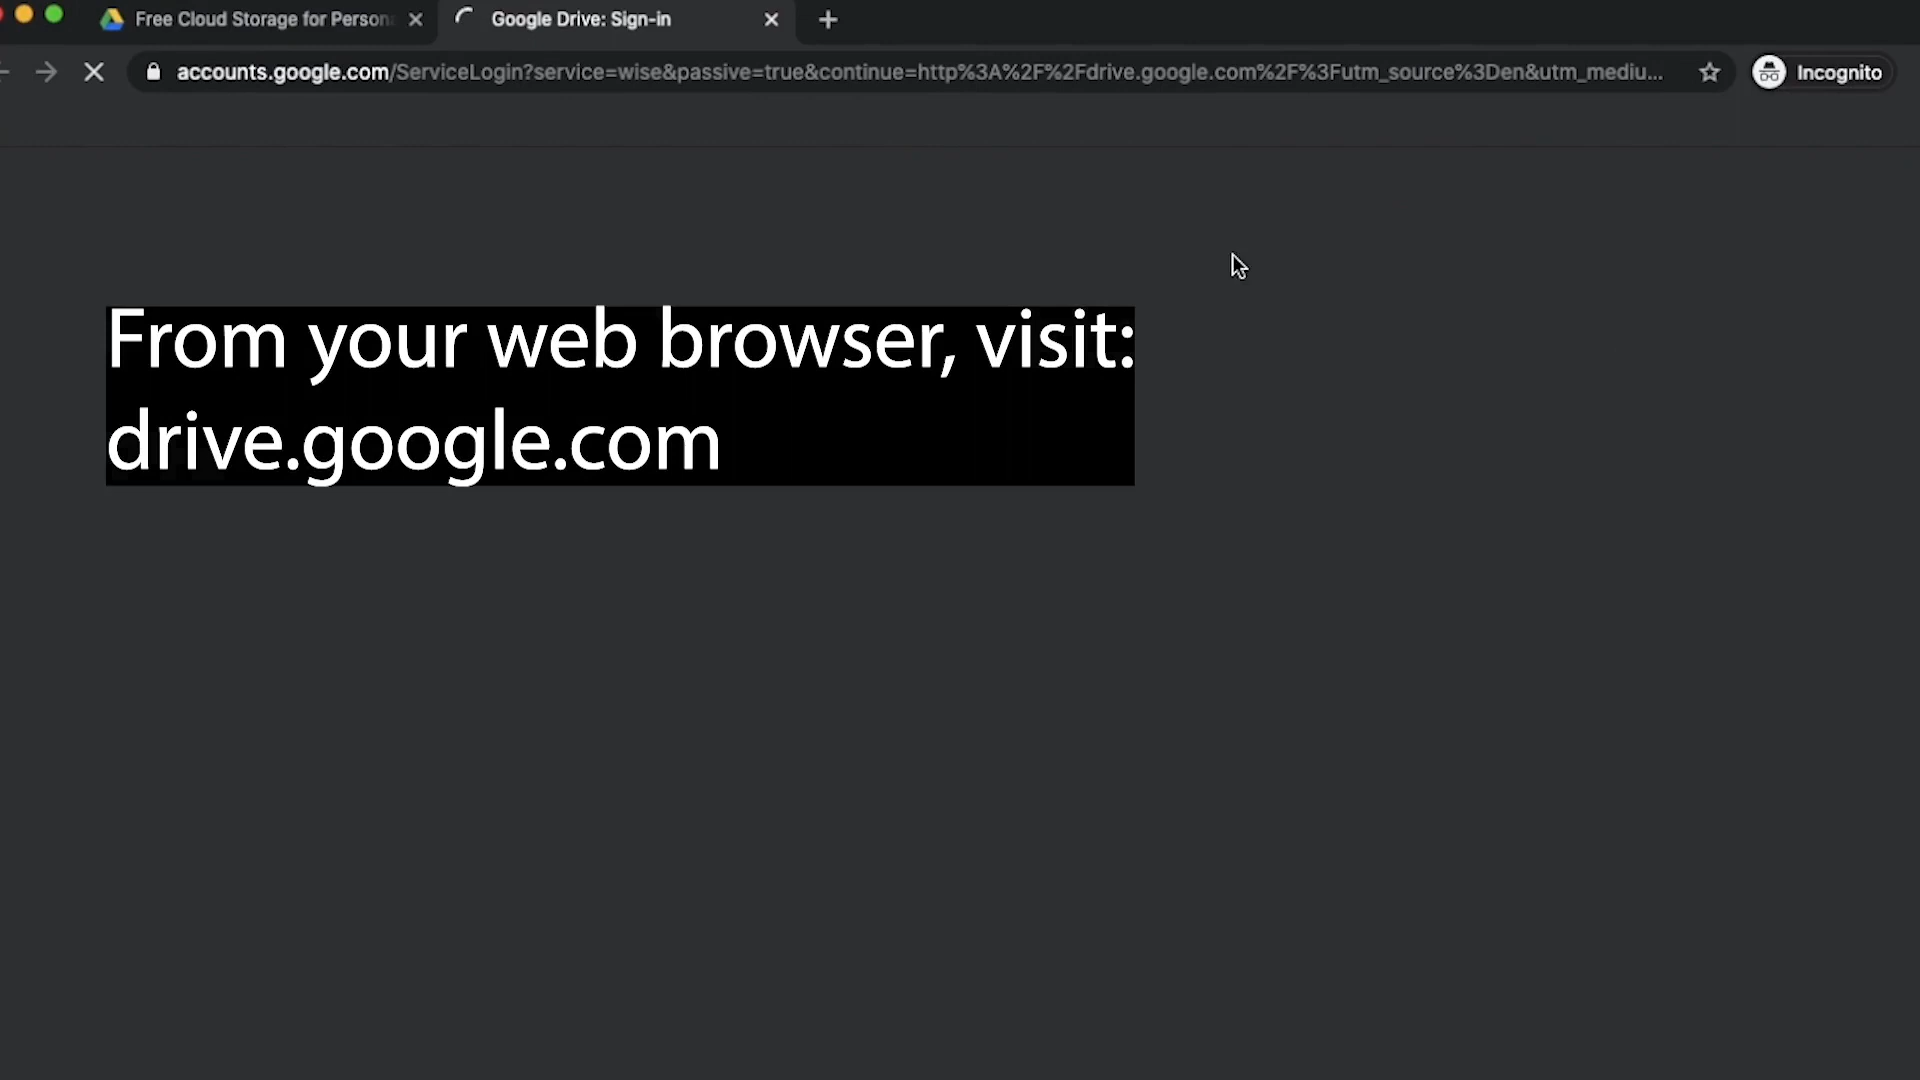 Free Cloud Storage for Person
Google Drive: Sign-in
accounts.google.com/ServiceLogin?service=wise&passive=true&continue=http%3A%2F%2Fdrive.google.com%2F%3Futm_source%3Den&utm_mediu...
Incognito
From your web browser, visit:
drive.google.com